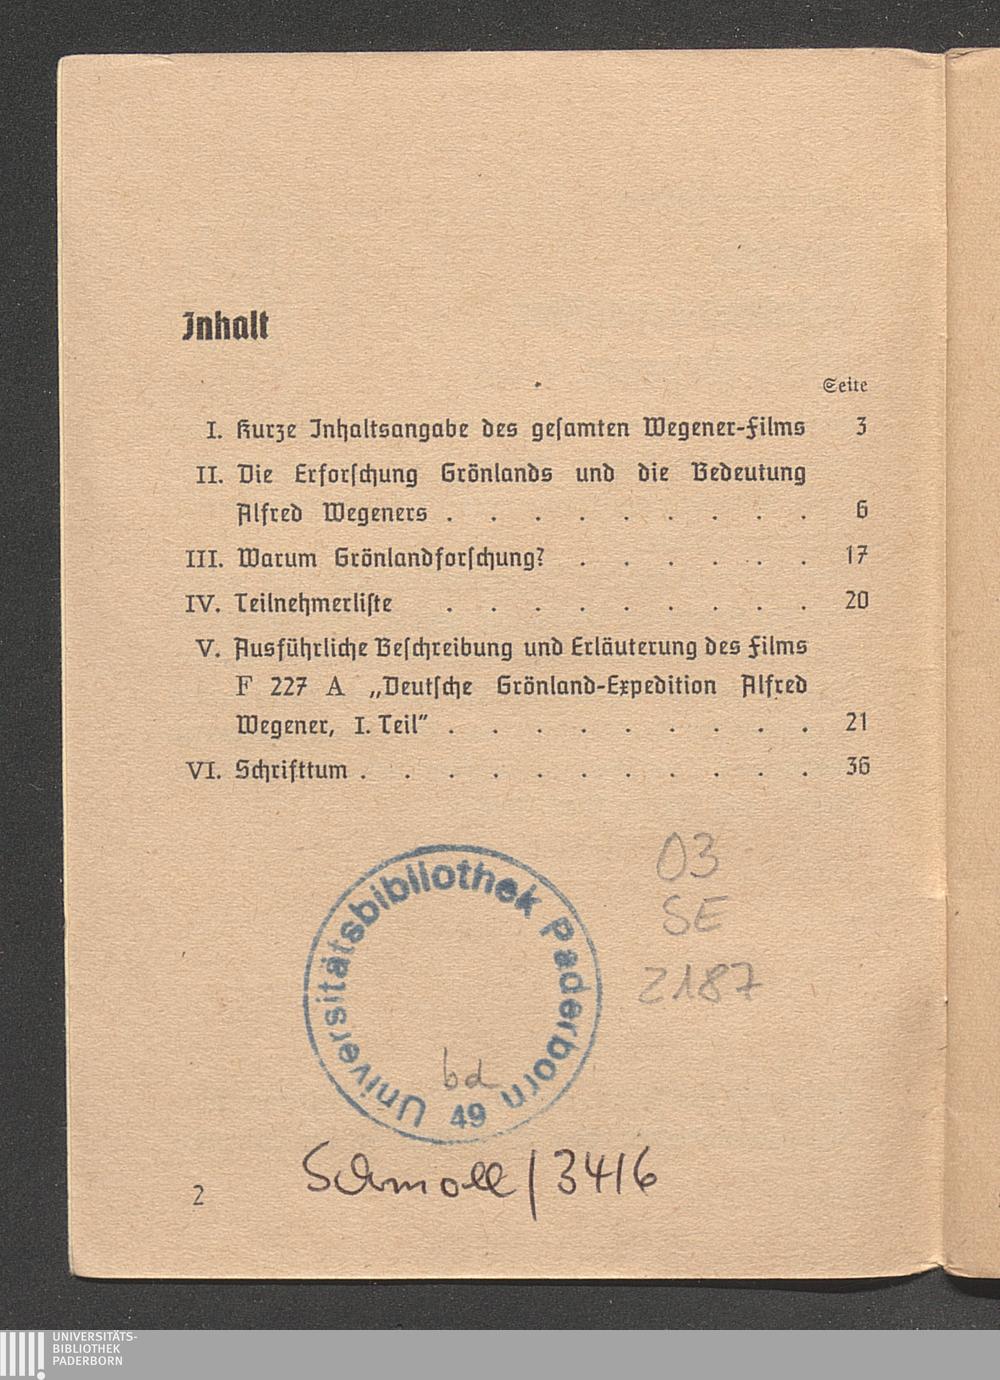 Inhalt
Seite
I. Kurze Inhaltsangabe des gesamten Wegener-Films 3
II. Die Erforschung Grönlands und die Bedeutung
Alfred Wegeners . . . . . . . . . 6
III. Warum Grönlandforschung? . . . . . . 17
IV. Teilnehmerliste . . . . . . . . . 20
V. Ausführliche Beschreibung und Erläuterung des Films
F 227 A „Deutsche Grönland-Expedition Alfred
Wegener, I. Teil" . . . . . . . . . 21
VI. Schrifttum . . . . . . . . . . . 36
03
SE
2187
Universitätsbibliothek Paderborn
bd
49
Schmoll/3416
2
UNIVERSITÄTS-
BIBLIOTHEK
PADERBORN